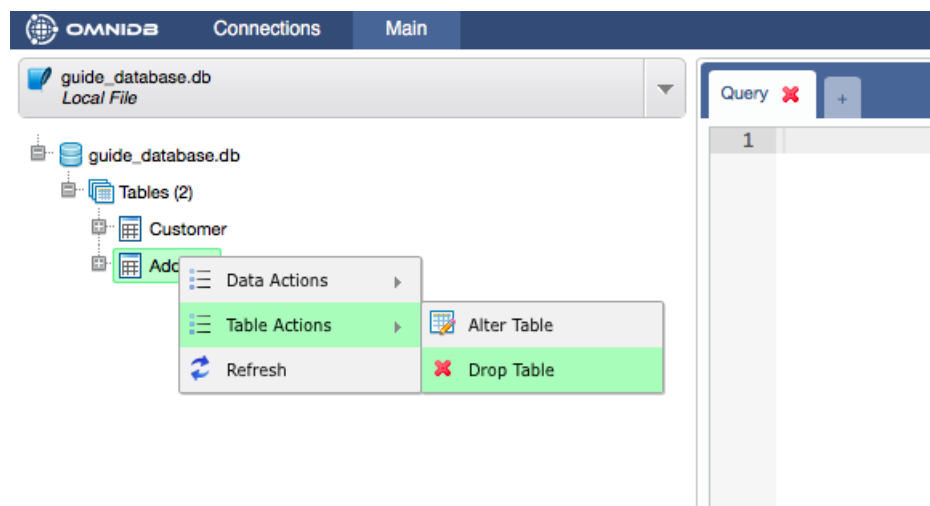 OMNIDB Connections Main
guide_database.db
Local File
Query +
1
guide_database.db
Tables (2)
Customer
Data Actions
Table Actions
Alter Table
Refresh
Drop Table